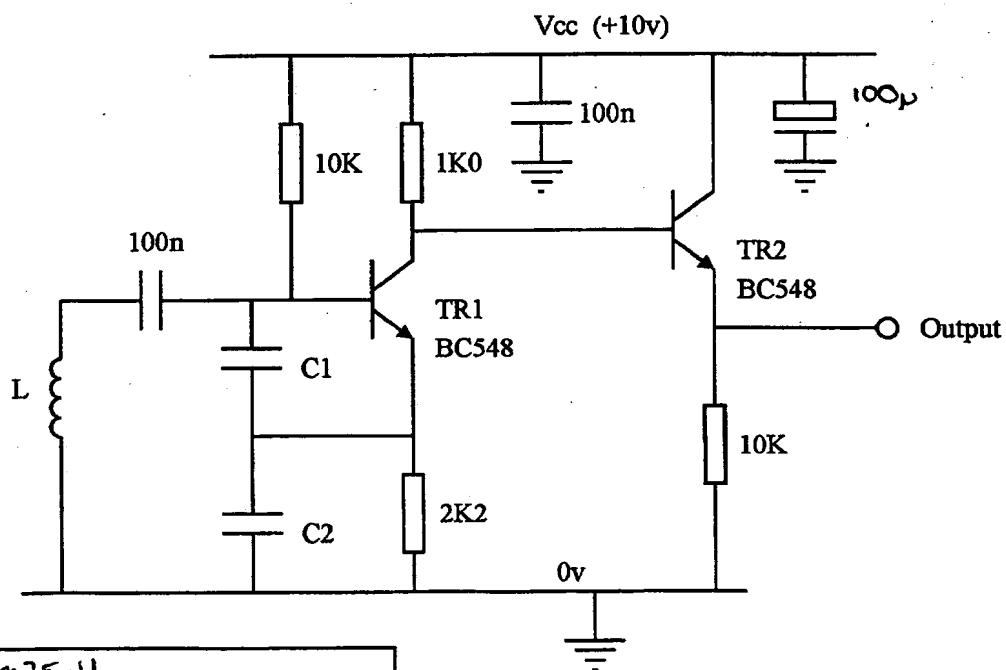 Vcc (+10v)
100n
100µ
10K
1K0
100n
TR2
BC548
TR1
BC548
Output
L
C1
10K
C2
2K2
0v